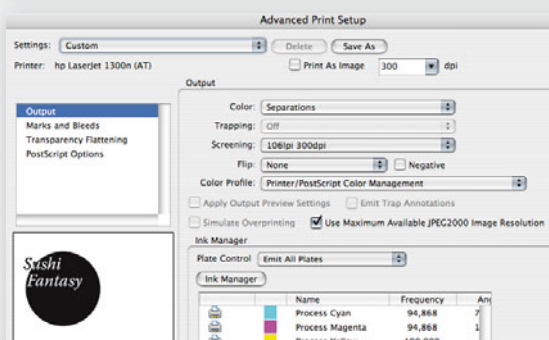 Advanced Print Setup
Settings: Custom Delete Save As
Printer: hp LaserJet 1300n (AT) Print As Image 300 dpi
Output
Output
Marks and Bleeds
Transparency Flattening
PostScript Options
Color: Separations
Trapping: Off
Screening: 106lpi 300dpi
Flip: None Negative
Color Profile: Printer/PostScript Color Management
Apply Output Preview Settings Emit Trap Annotations
Simulate Overprinting Use Maximum Available JPEG2000 Image Resolution
Ink Manager
Plate Control Emit All Plates
Ink Manager
Sushi
Fantasy
Name Frequency
Process Cyan 94,868
Process Magenta 94,868